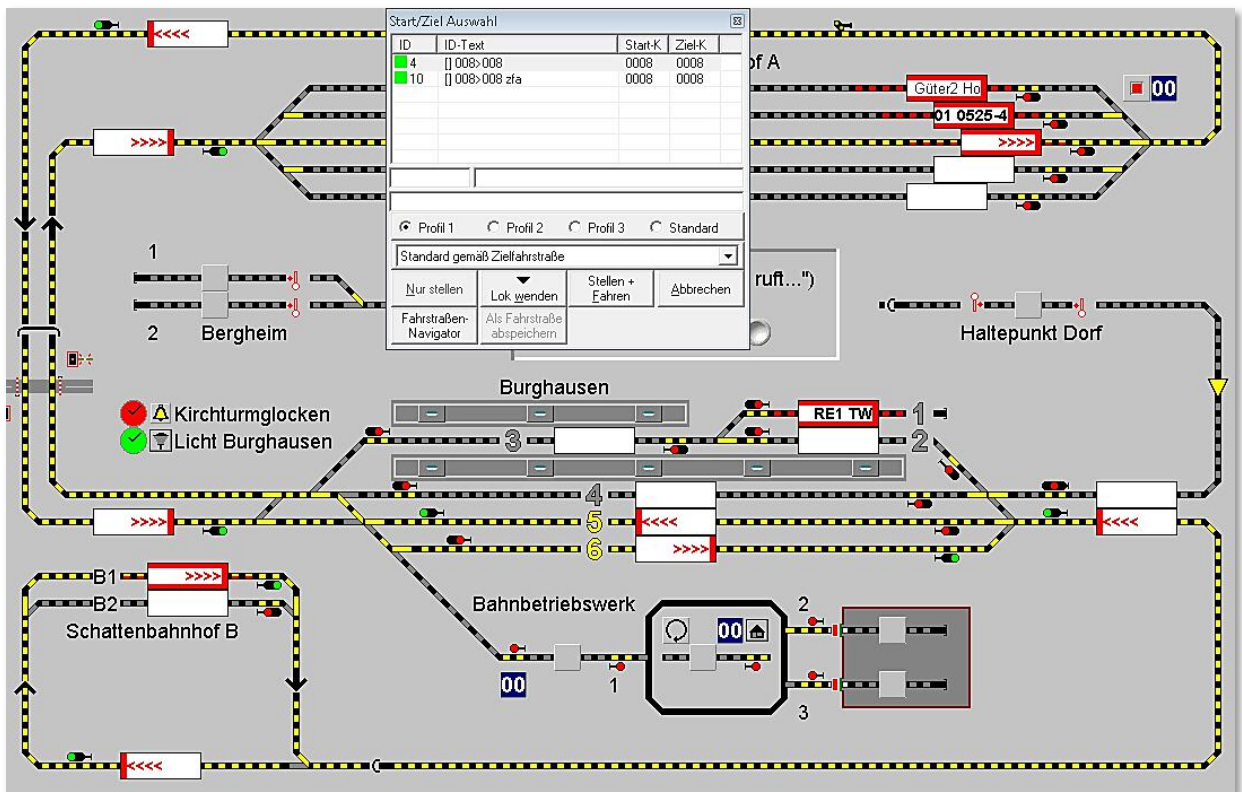 <<<<
Start/Ziel Auswahl
ID ID-Text Start-K Ziel-K
4 [] 008>008 0008 0008
10 [] 008>008 zfa 0008 0008
of A
Güter2 Ho
00
01 0525-4
>>>>
>>>>
Profil 1 Profil 2 Profil 3 Standard
Standard gemäß Zielfahrstraße
Nur stellen
Lok wenden
Stellen + Fahren
Abbrechen
Fahrstraßen-Navigator
Als Fahrstraße abspeichern
ruft...")
1
2 Bergheim
Haltepunkt Dorf
Burghausen
Kirchturmglocken
Licht Burghausen
RE1 TW 1
3 2
4
>>>> 5 <<<< <<<<
6 >>>>
B1 >>>>
B2
Schattenbahnhof B
Bahnbetriebswerk
2
00
00
1
3
<<<<